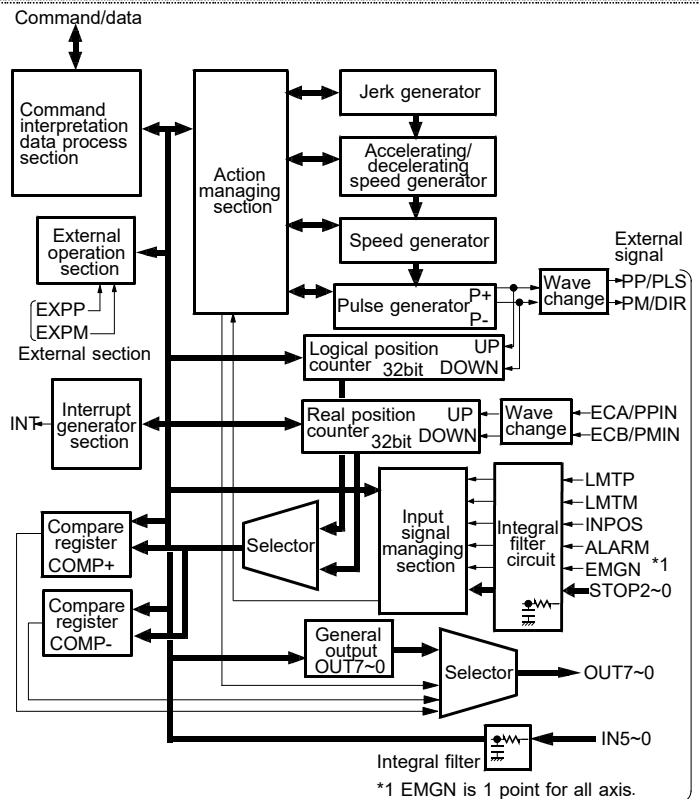 Command/data
Command
interpretation
data process
section
Action
managing
section
Jerk generator
Accelerating/
decelerating
speed generator
Speed generator
Pulse generator
P+
P-
External
operation
section
EXPP
EXPM
External section
External
signal
Wave
change
PP/PLS
PM/DIR
Logical position
counter 32bit
UP
DOWN
INT
Interrupt
generator
section
Real position
counter 32bit
UP
DOWN
Wave
change
ECA/PPIN
ECB/PMIN
Compare
register
COMP+
Selector
Input
signal
managing
section
Integral
filter
circuit
LMTP
LMTM
INPOS
ALARM
EMGN *1
STOP2~0
Compare
register
COMP-
General
output
OUT7~0
Selector
OUT7~0
IN5~0
Integral filter
*1 EMGN is 1 point for all axis.